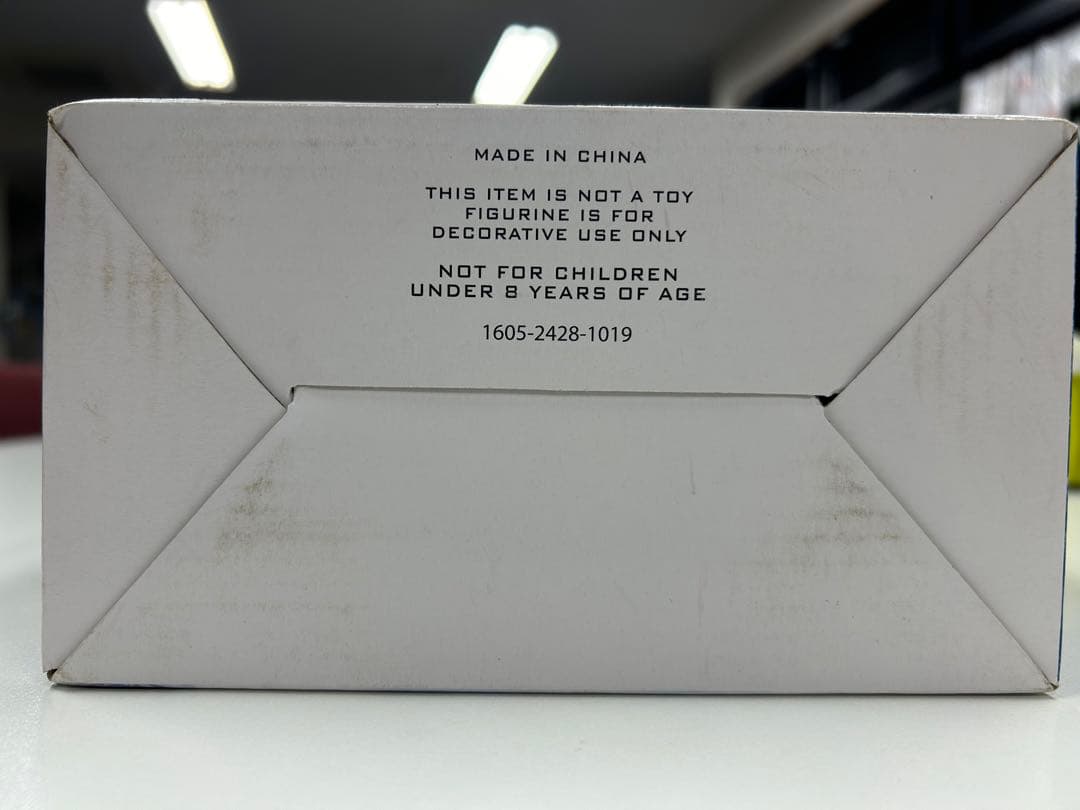 MADE IN CHINA
THIS ITEM IS NOT A TOY
FIGURINE IS FOR
DECORATIVE USE ONLY
NOT FOR CHILDREN
UNDER 8 YEARS OF AGE
1605-2428-1019